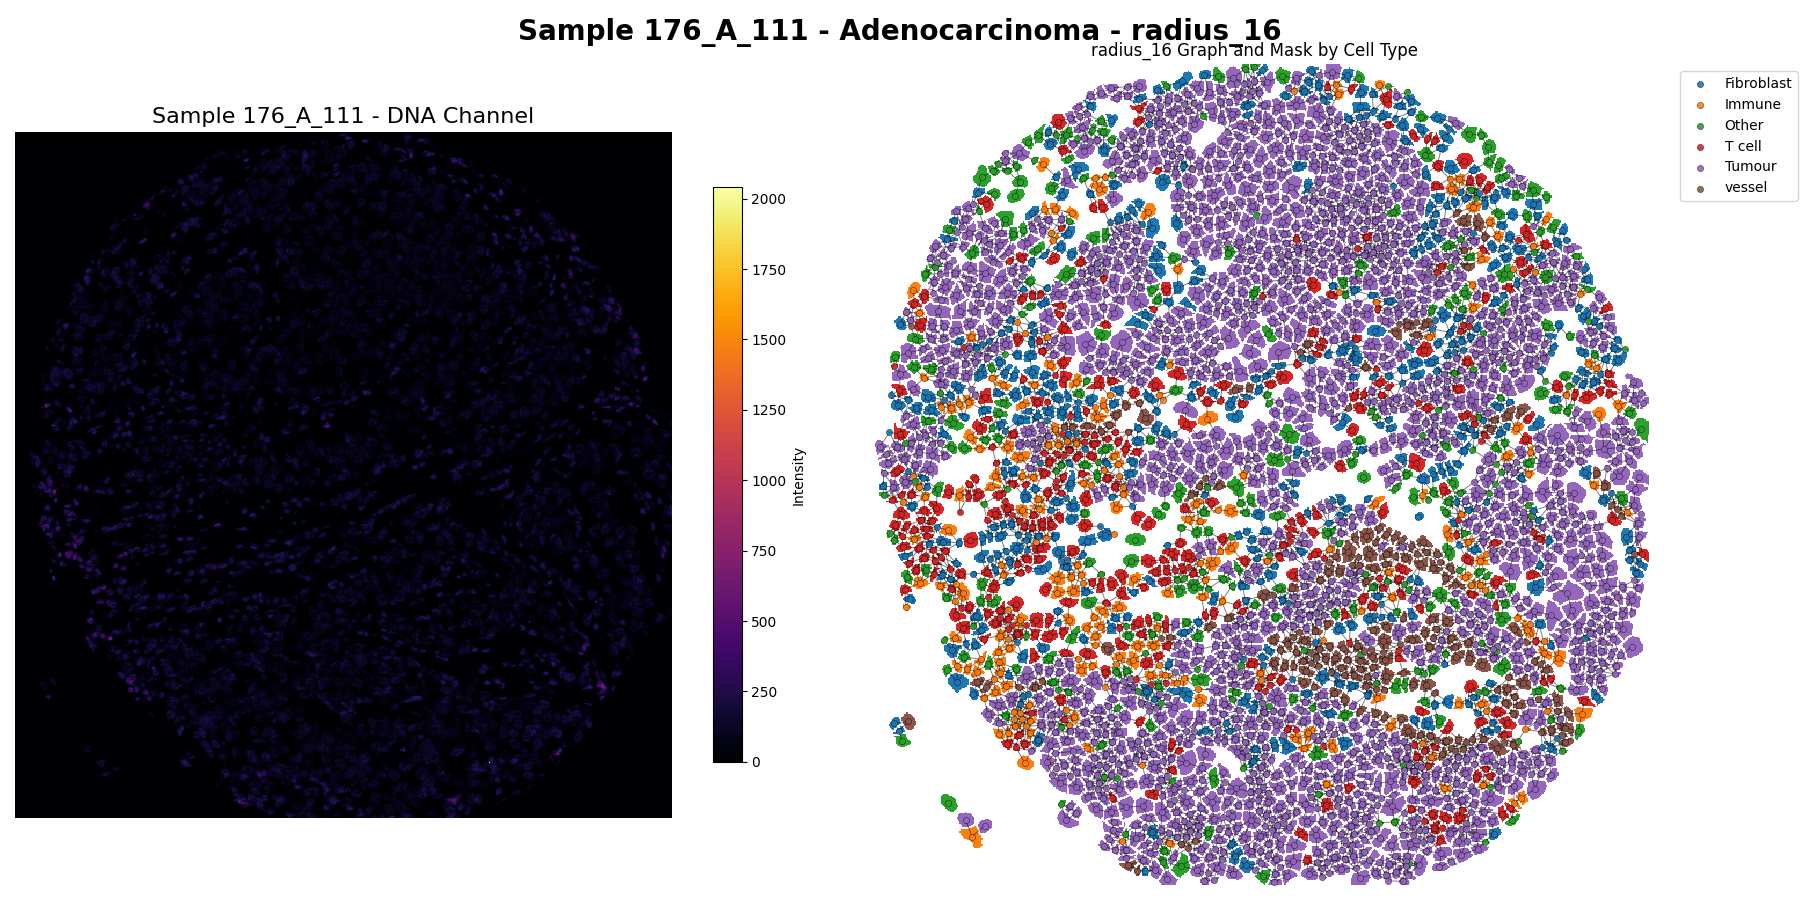 Sample 176_A_111 - Adenocarcinoma - radius_16
Sample 176_A_111 - DNA Channel
2000
1750
1500
1250
1000
750
500
250
0
Intensity
radius_16 Graph and Mask by Cell Type
Fibroblast
Immune
Other
T cell
Tumour
vessel